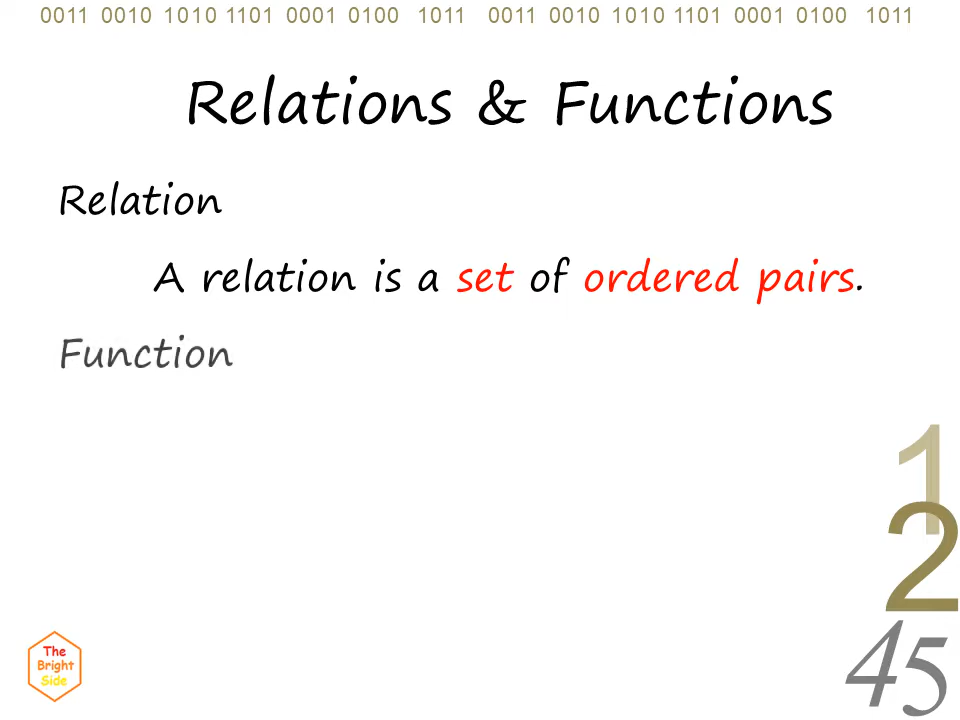 0011 0010 1010 1101 0001 0100 1011 0011 0010 1010 1101 0001 0100 1011
Relations & Functions
Relation
A relation is a set of ordered pairs.
Function
1
2
45
The
Bright
Side